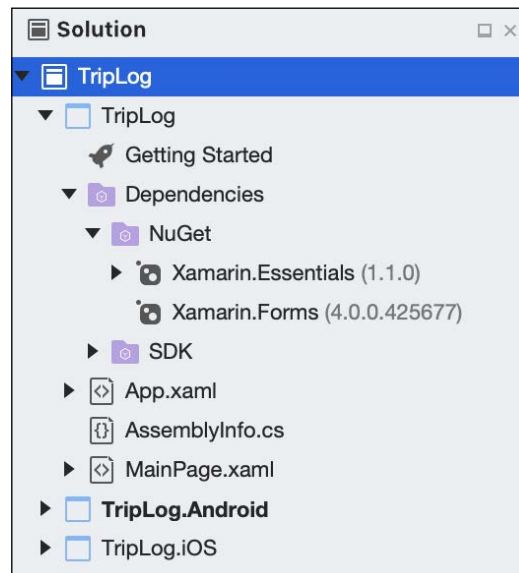 Solution
TripLog
TripLog
Getting Started
Dependencies
NuGet
Xamarin.Essentials (1.1.0)
Xamarin.Forms (4.0.0.425677)
SDK
App.xaml
AssemblyInfo.cs
MainPage.xaml
TripLog.Android
TripLog.iOS